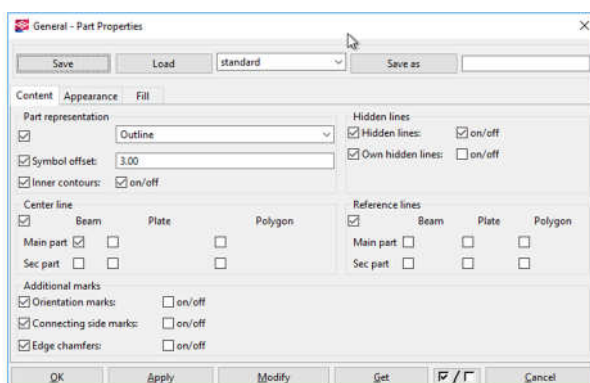 General - Part Properties
Save Load standard Save as
Content Appearance Fill
Part representation
Outline
Symbol offset: 3.00
Inner contours: on/off
Hidden lines
Hidden lines: on/off
Own hidden lines: on/off
Center line
Beam Plate Polygon
Main part
Sec part
Reference lines
Beam Plate Polygon
Main part
Sec part
Additional marks
Orientation marks: on/off
Connecting side marks: on/off
Edge chamfers: on/off
OK Apply Modify Get / Cancel